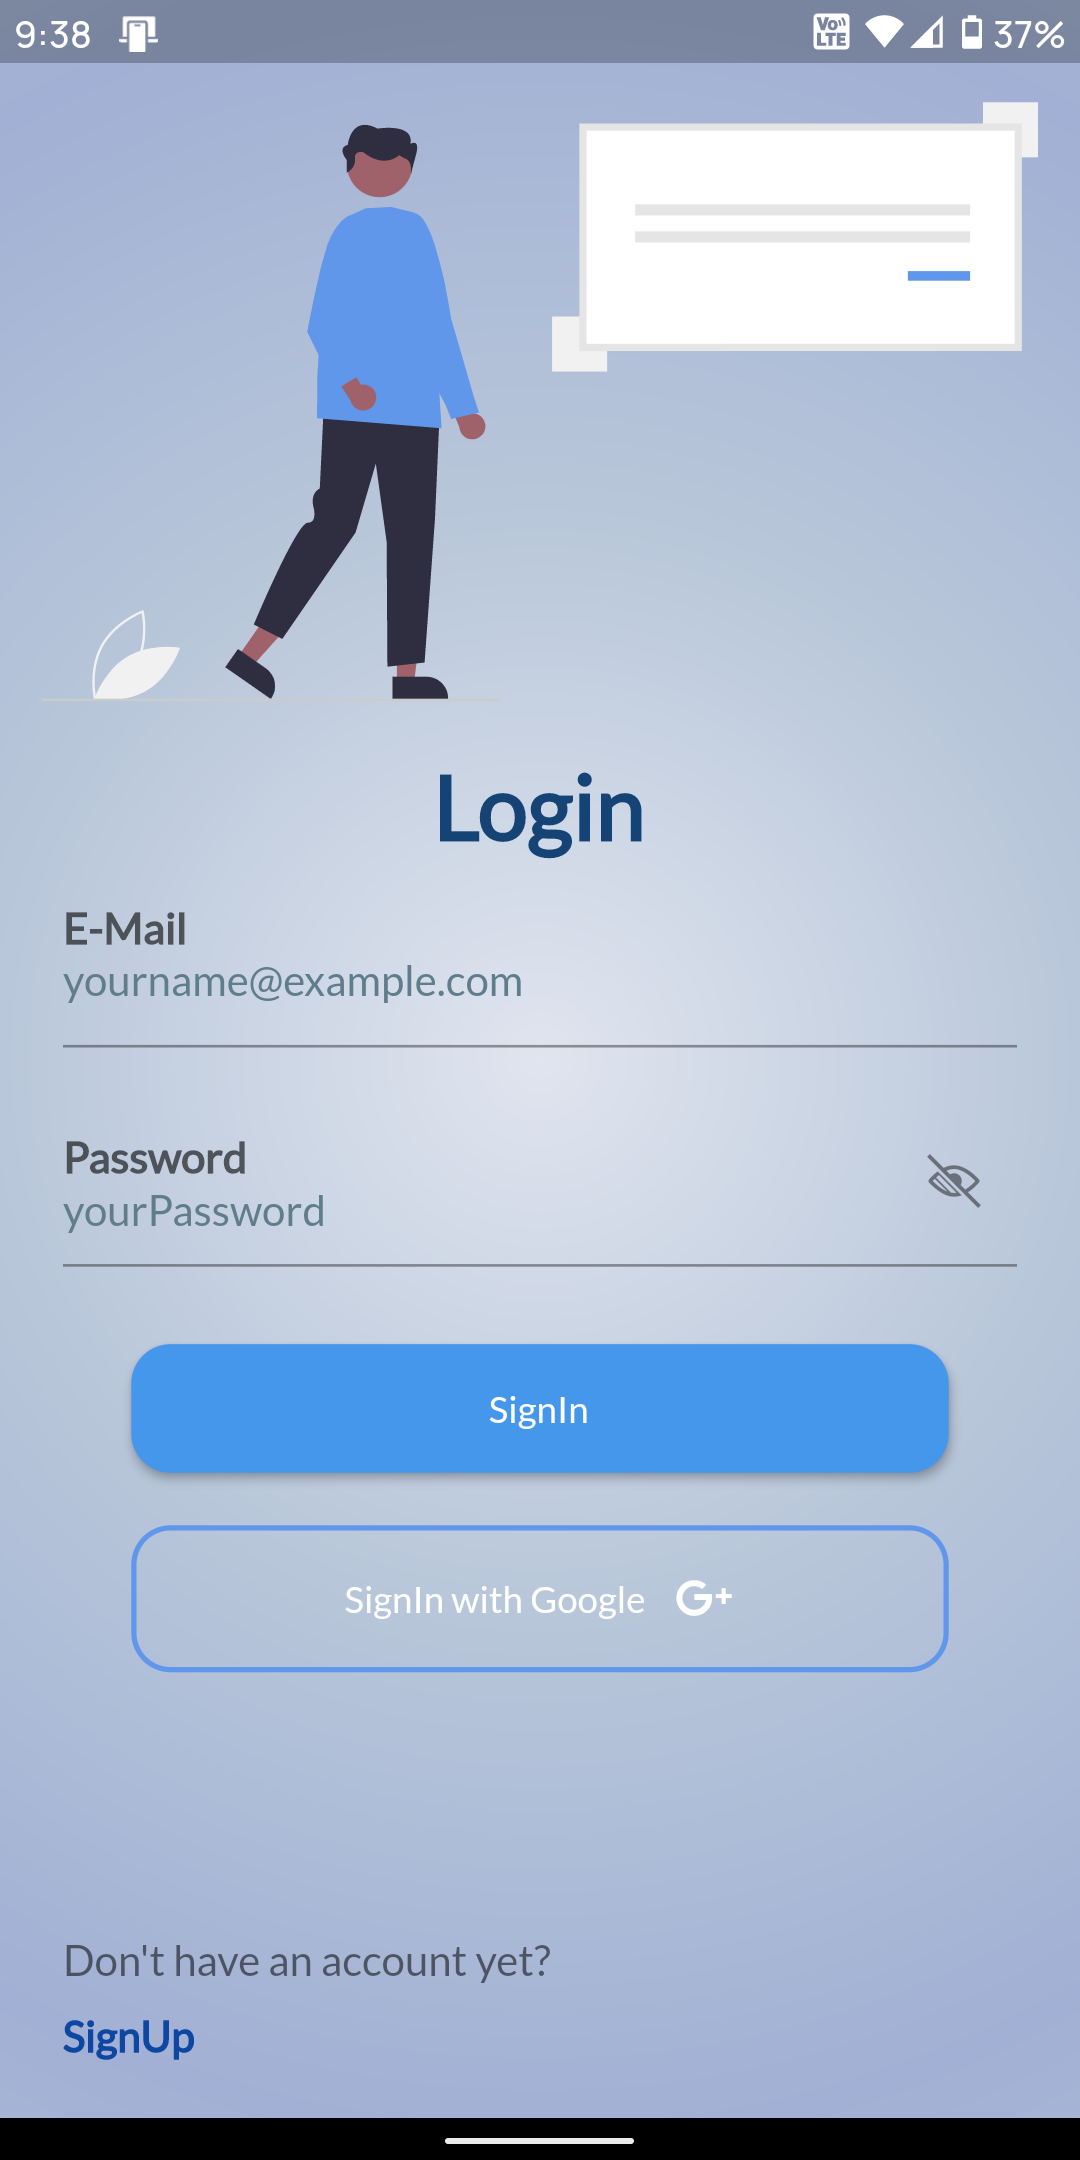 9:38
Vo LTE
37%
Login
E-Mail
yourname@example.com
Password
yourPassword
SignIn
SignIn with Google G+
Don't have an account yet?
SignUp